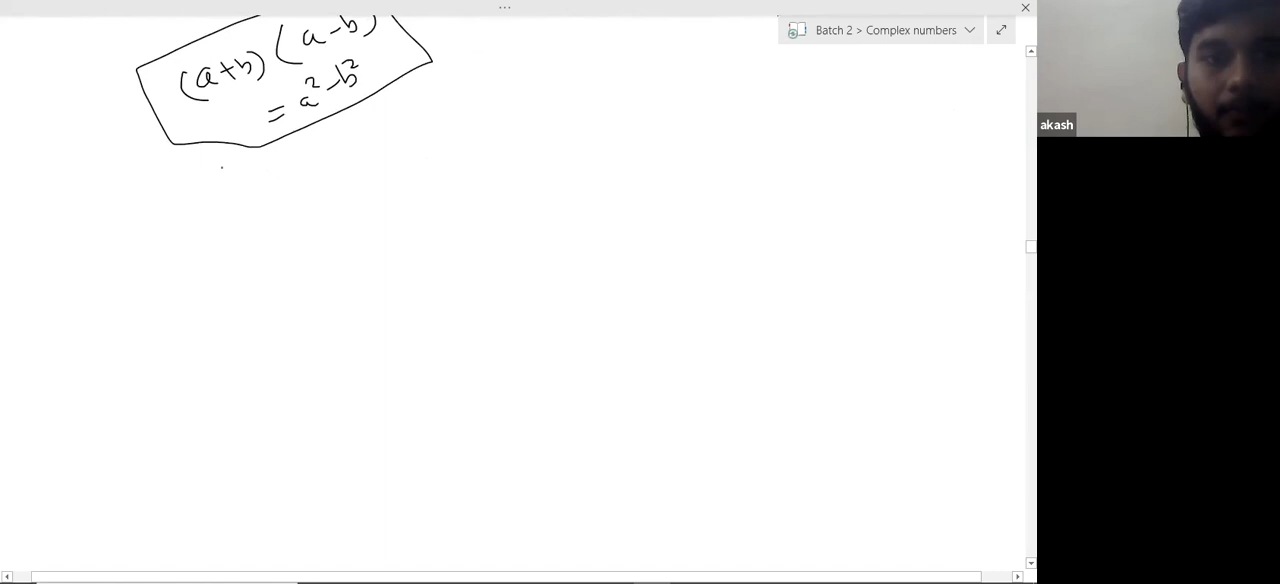 Batch 2 > Complex numbers
akash
(a+b) (a-b)
= a² - b²